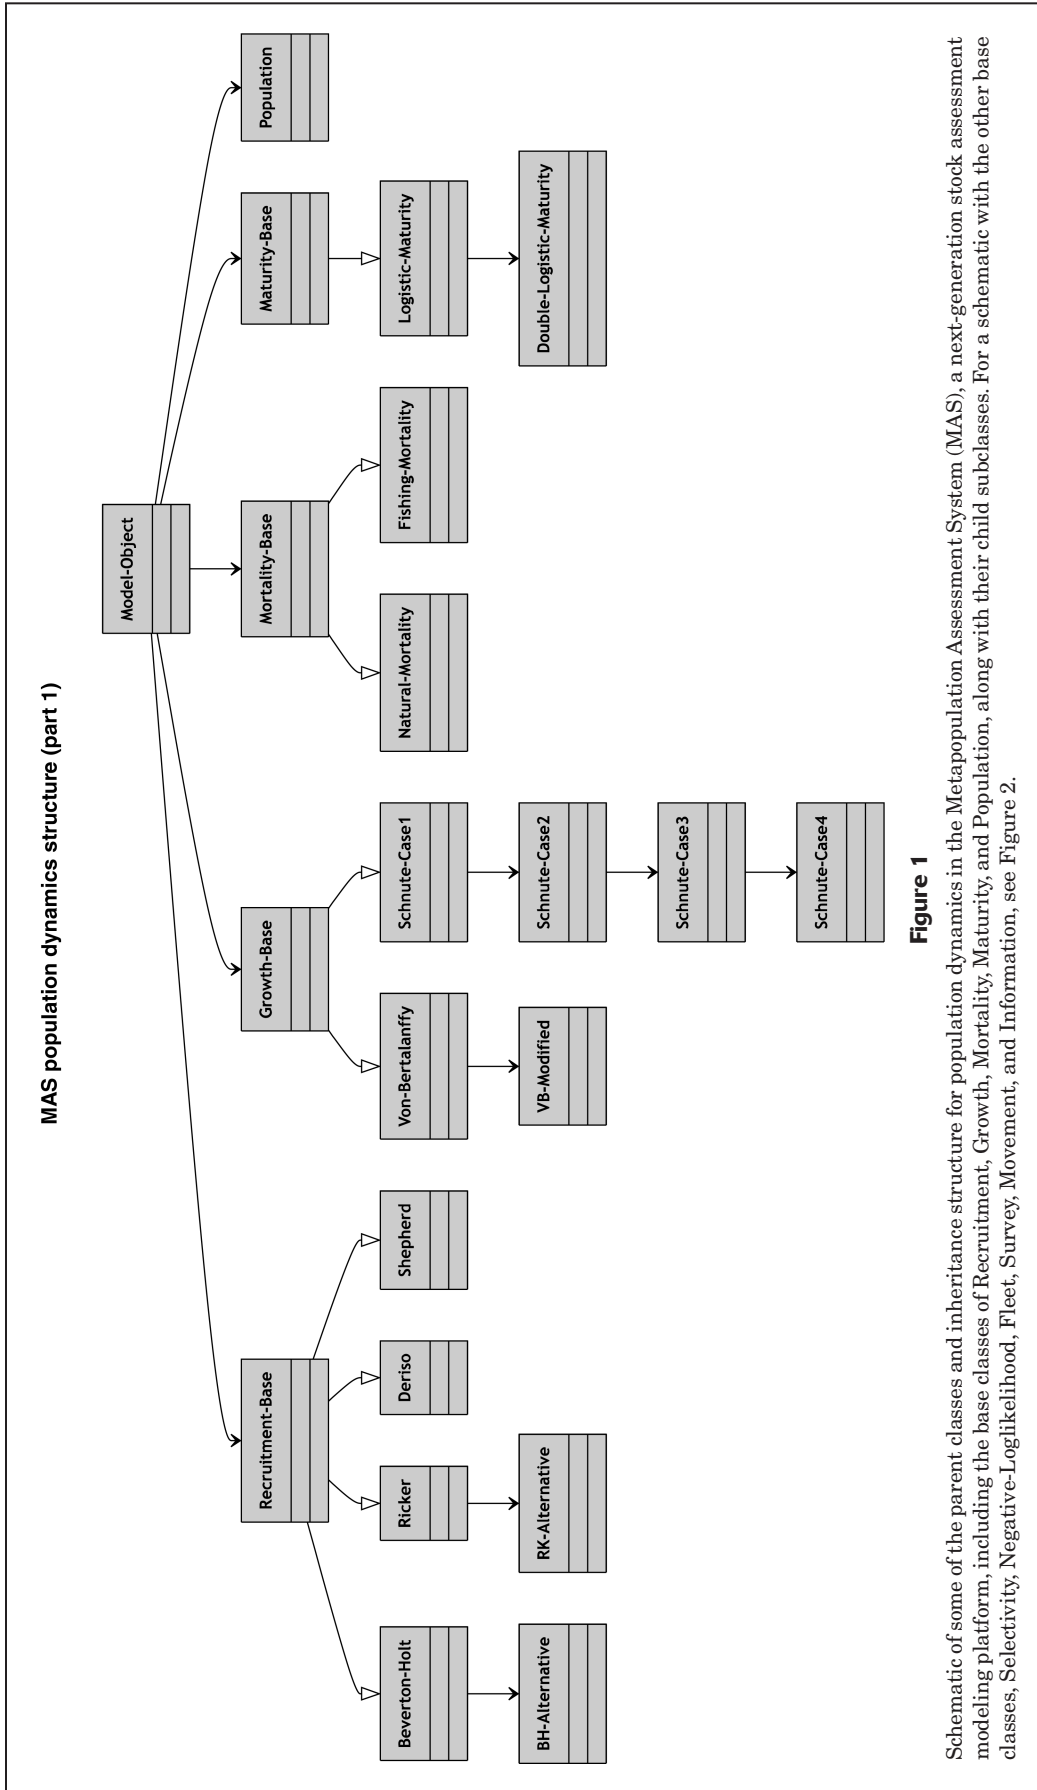 MAS population dynamics structure (part 1)
Model-Object
Recruitment-Base
Growth-Base
Mortality-Base
Maturity-Base
Population
Beverton-Holt
Ricker
Deriso
Shepherd
Von-Bertalanffy
Schnute-Case1
Natural-Mortality
Fishing-Mortality
Logistic-Maturity
BH-Alternative
RK-Alternative
VB-Modified
Schnute-Case2
Double-Logistic-Maturity
Schnute-Case3
Schnute-Case4
Figure 1
Schematic of some of the parent classes and inheritance structure for population dynamics in the Metapopulation Assessment System (MAS), a next-generation stock assessment
modeling platform, including the base classes of Recruitment, Growth, Mortality, Maturity, and Population, along with their child subclasses. For a schematic with the other base
classes, Selectivity, Negative-Loglikelihood, Fleet, Survey, Movement, and Information, see Figure 2.